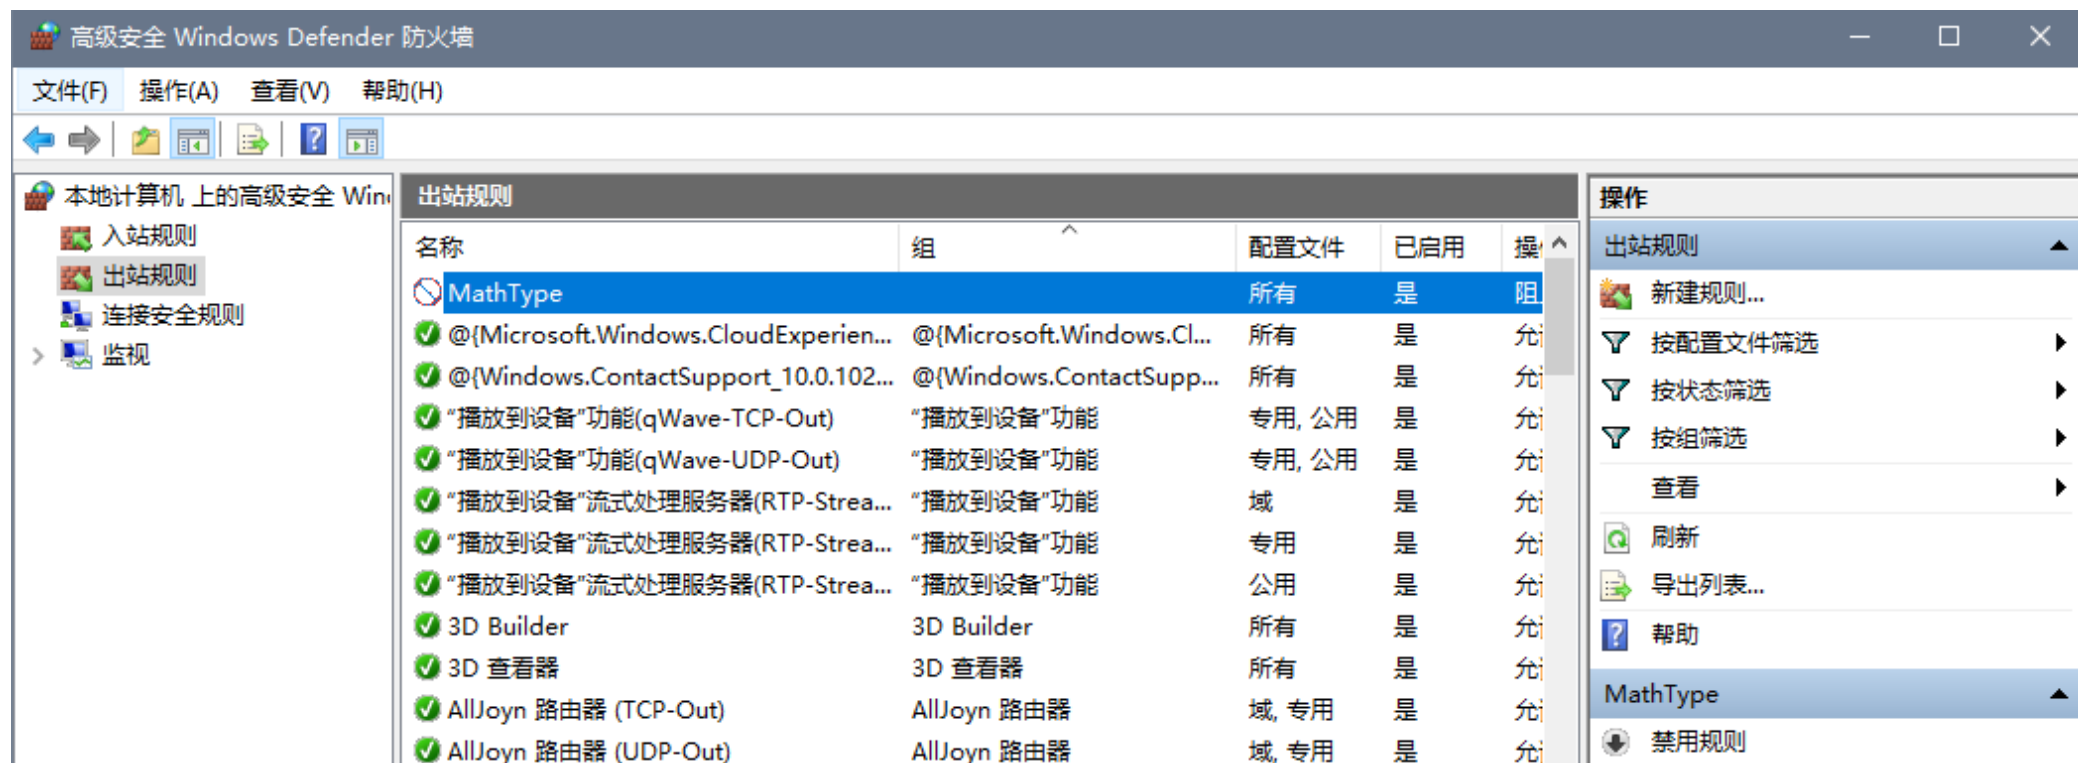 高级安全 Windows Defender 防火墙
文件(F) 操作(A) 查看(V) 帮助(H)
本地计算机 上的高级安全 Win
入站规则
出站规则
连接安全规则
监视
出站规则
名称 组 配置文件 已启用 操
MathType 所有 是 阻
@{Microsoft.Windows.CloudExperien... @{Microsoft.Windows.Cl... 所有 是 允
@{Windows.ContactSupport_10.0.102... @{Windows.ContactSupp... 所有 是 允
“播放到设备”功能(qWave-TCP-Out) “播放到设备”功能 专用, 公用 是 允
“播放到设备”功能(qWave-UDP-Out) “播放到设备”功能 专用, 公用 是 允
“播放到设备”流式处理服务器(RTP-Strea... “播放到设备”功能 域 是 允
“播放到设备”流式处理服务器(RTP-Strea... “播放到设备”功能 专用 是 允
“播放到设备”流式处理服务器(RTP-Strea... “播放到设备”功能 公用 是 允
3D Builder 3D Builder 所有 是 允
3D 查看器 3D 查看器 所有 是 允
AllJoyn 路由器 (TCP-Out) AllJoyn 路由器 域, 专用 是 允
AllJoyn 路由器 (UDP-Out) AllJoyn 路由器 域, 专用 是 允
操作
出站规则
新建规则...
按配置文件筛选
按状态筛选
按组筛选
查看
刷新
导出列表...
帮助
MathType
禁用规则